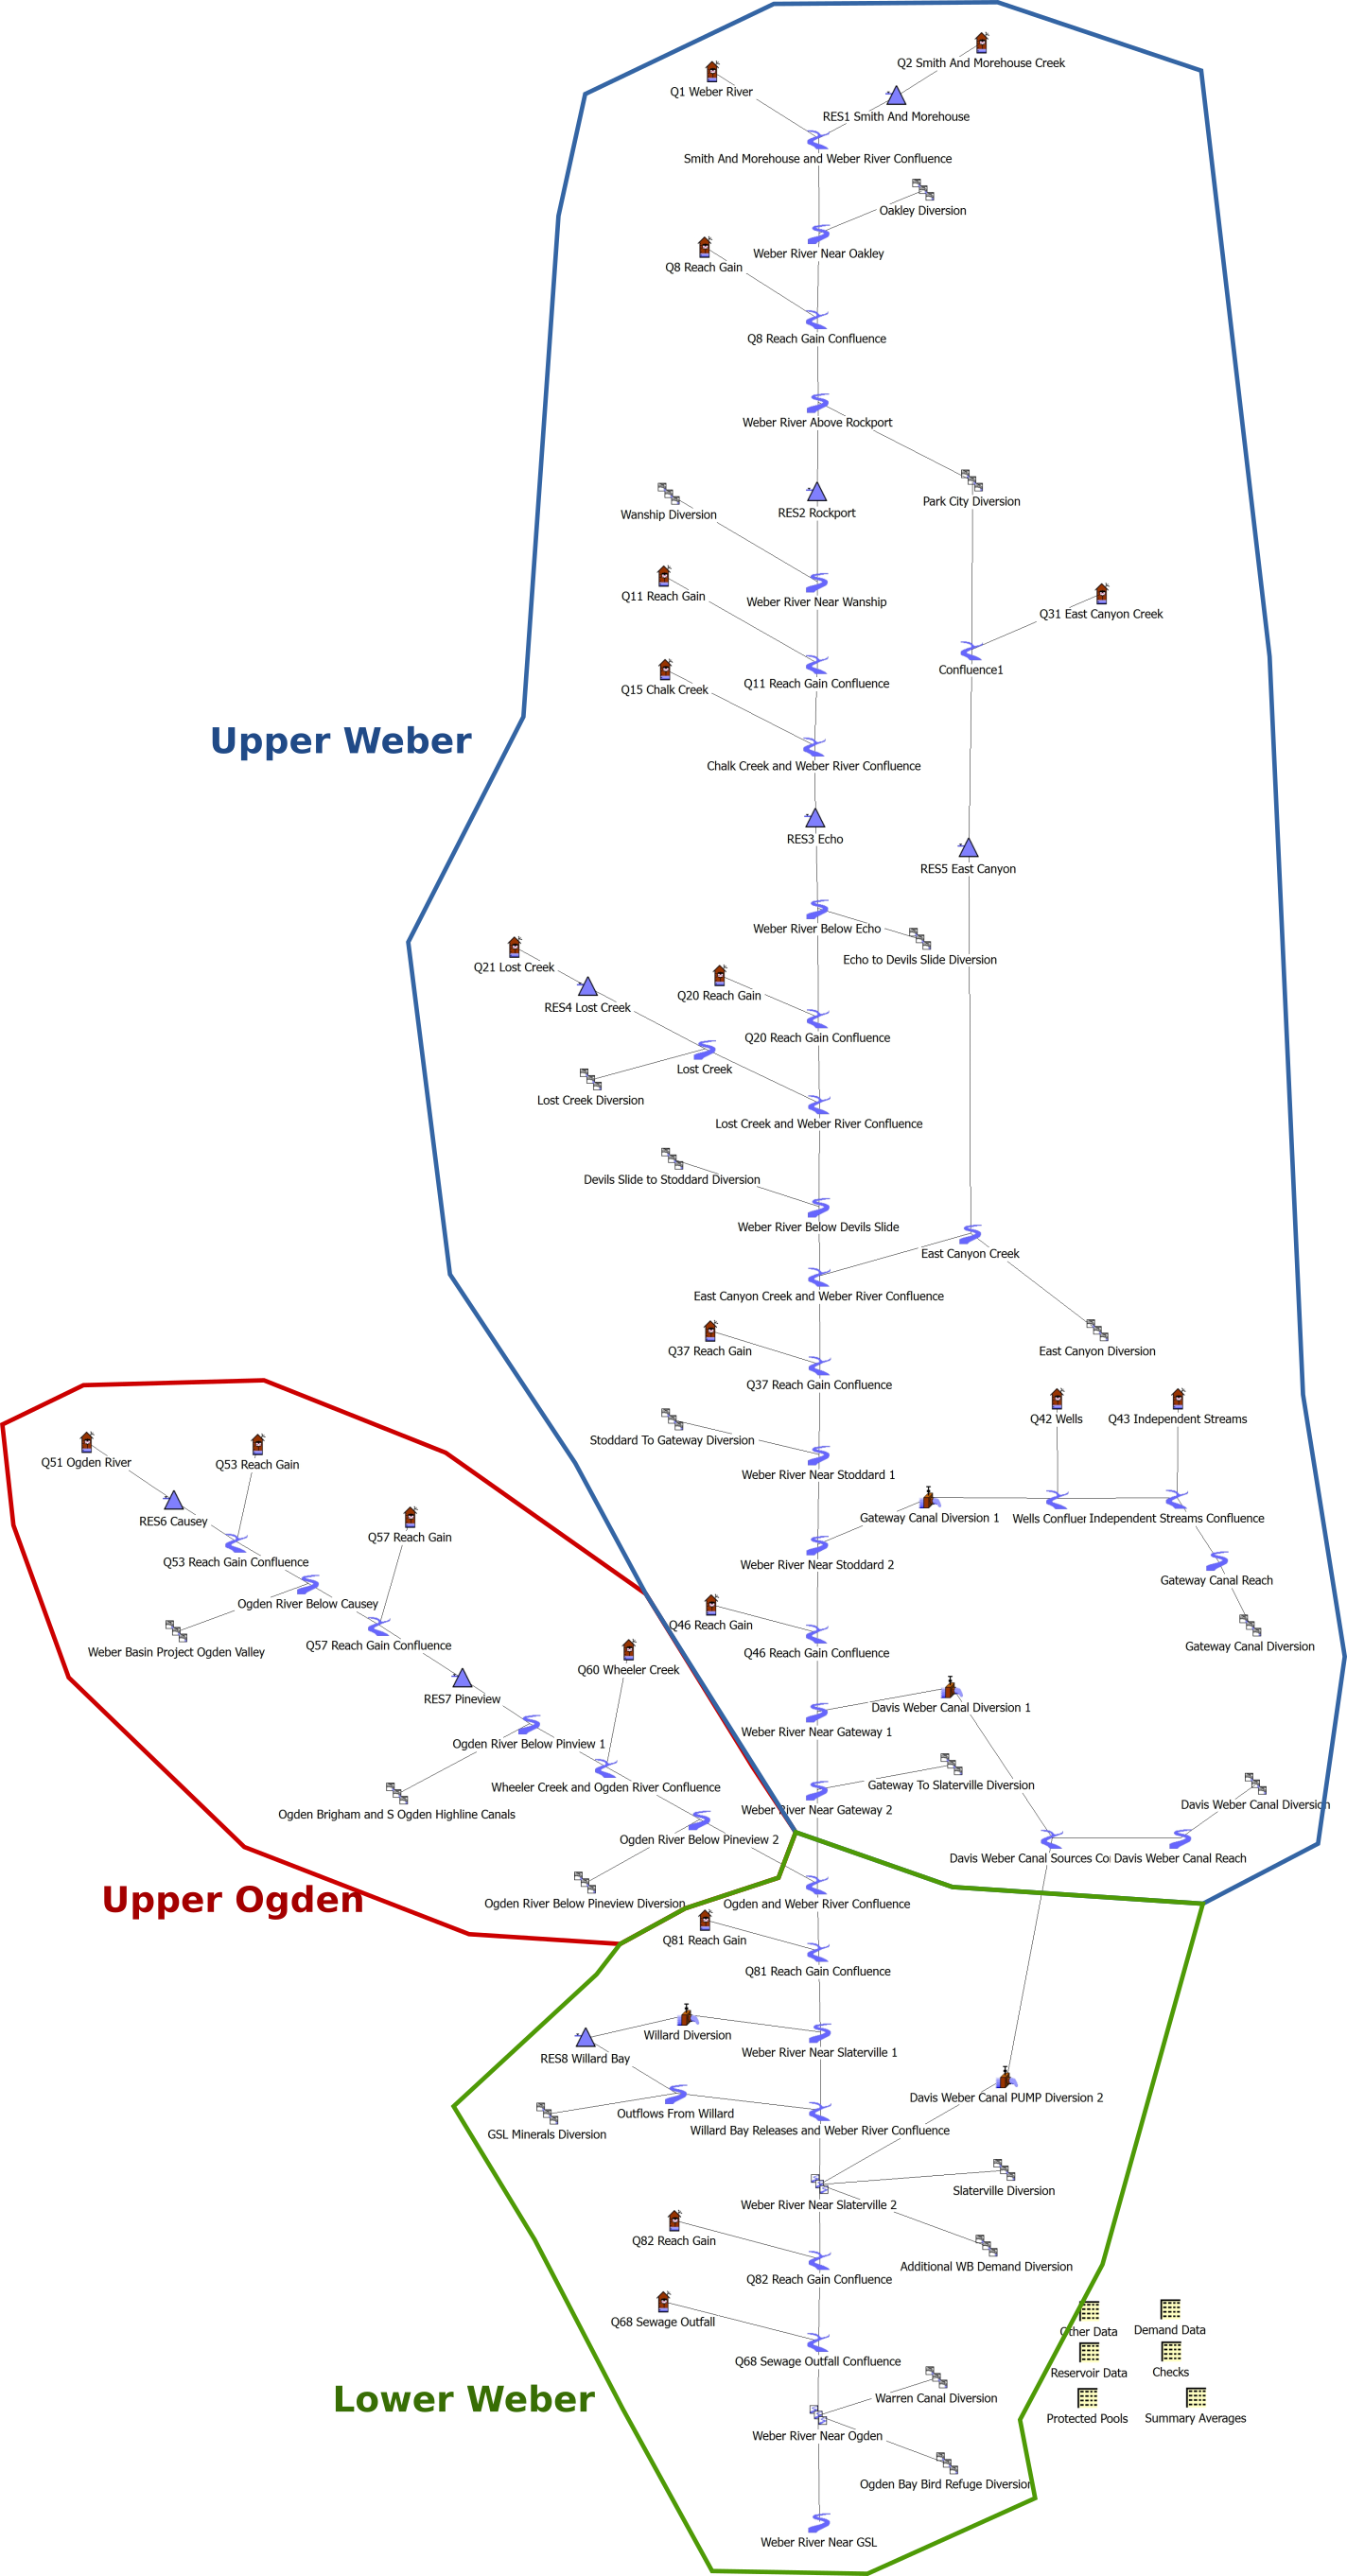 Q2 Smith And Morehouse Creek
Q1 Weber River
RES1 Smith And Morehouse
Smith And Morehouse and Weber River Confluence
Oakley Diversion
Weber River Near Oakley
Q8 Reach Gain
Q8 Reach Gain Confluence
Weber River Above Rockport
Park City Diversion
RES2 Rockport
Wanship Diversion
Q11 Reach Gain
Weber River Near Wanship
Q31 East Canyon Creek
Confluence1
Q11 Reach Gain Confluence
Q15 Chalk Creek
Upper Weber
Chalk Creek and Weber River Confluence
RES3 Echo
RES5 East Canyon
Weber River Below Echo
Echo to Devils Slide Diversion
Q21 Lost Creek
Q20 Reach Gain
RES4 Lost Creek
Q20 Reach Gain Confluence
Lost Creek
Lost Creek Diversion
Lost Creek and Weber River Confluence
Devils Slide to Stoddard Diversion
Weber River Below Devils Slide
East Canyon Creek
East Canyon Creek and Weber River Confluence
Q37 Reach Gain
East Canyon Diversion
Q37 Reach Gain Confluence
Q42 Wells
Q43 Independent Streams
Stoddard To Gateway Diversion
Weber River Near Stoddard 1
Gateway Canal Diversion 1
Wells Confluer
Independent Streams Confluence
Q51 Ogden River
Q53 Reach Gain
RES6 Causey
Q57 Reach Gain
Q53 Reach Gain Confluence
Weber River Near Stoddard 2
Gateway Canal Reach
Ogden River Below Causey
Q46 Reach Gain
Weber Basin Project Ogden Valley
Q57 Reach Gain Confluence
Q46 Reach Gain Confluence
Gateway Canal Diversion
Q60 Wheeler Creek
RES7 Pineview
Davis Weber Canal Diversion 1
Ogden River Below Pinview 1
Weber River Near Gateway 1
Wheeler Creek and Ogden River Confluence
Gateway To Slaterville Diversion
Ogden Brigham and S Ogden Highline Canals
Weber River Near Gateway 2
Davis Weber Canal Diversion
Ogden River Below Pineview 2
Davis Weber Canal Sources Co
Davis Weber Canal Reach
Upper Ogden
Ogden River Below Pineview Diversion
Ogden and Weber River Confluence
Q81 Reach Gain
Q81 Reach Gain Confluence
Willard Diversion
RES8 Willard Bay
Weber River Near Slaterville 1
Davis Weber Canal PUMP Diversion 2
Outflows From Willard
GSL Minerals Diversion
Willard Bay Releases and Weber River Confluence
Slaterville Diversion
Weber River Near Slaterville 2
Q82 Reach Gain
Additional WB Demand Diversion
Q82 Reach Gain Confluence
Q68 Sewage Outfall
Other Data
Demand Data
Q68 Sewage Outfall Confluence
Reservoir Data
Checks
Lower Weber
Warren Canal Diversion
Protected Pools
Summary Averages
Weber River Near Ogden
Ogden Bay Bird Refuge Diversion
Weber River Near GSL